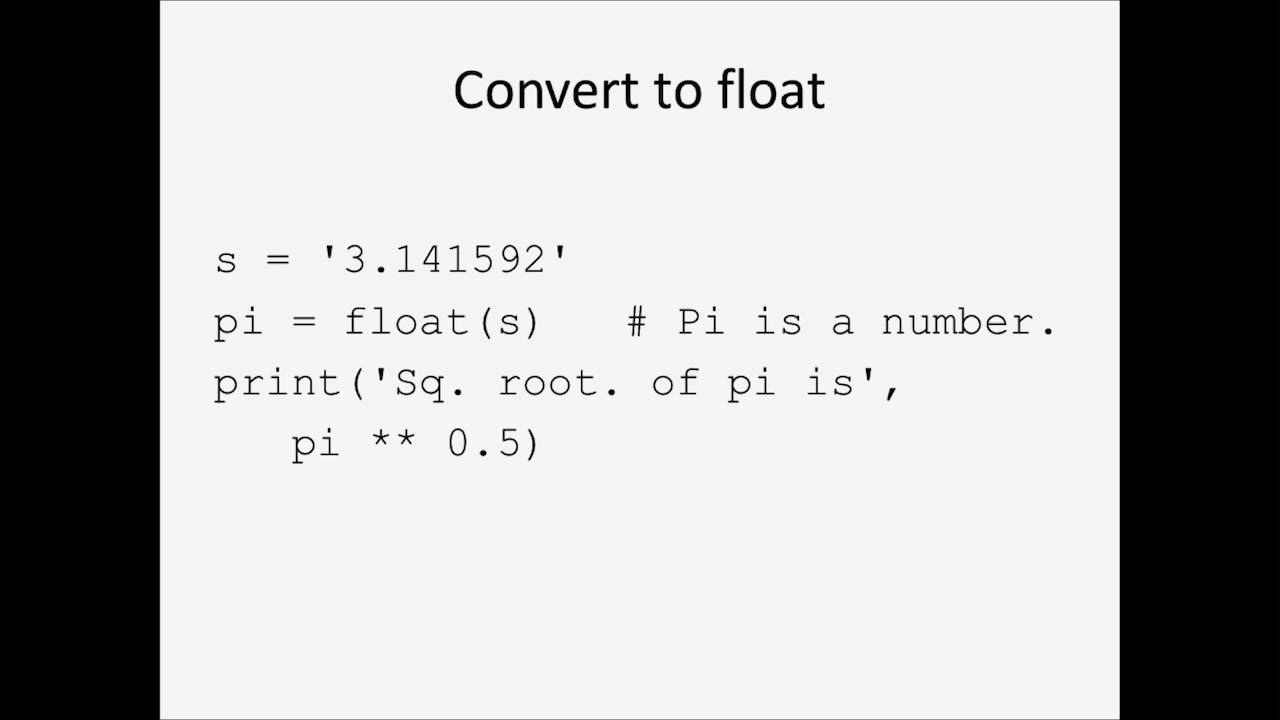 Convert to float
s = '3.141592'
pi = float(s)   # Pi is a number.
print('Sq. root. of pi is',
   pi ** 0.5)